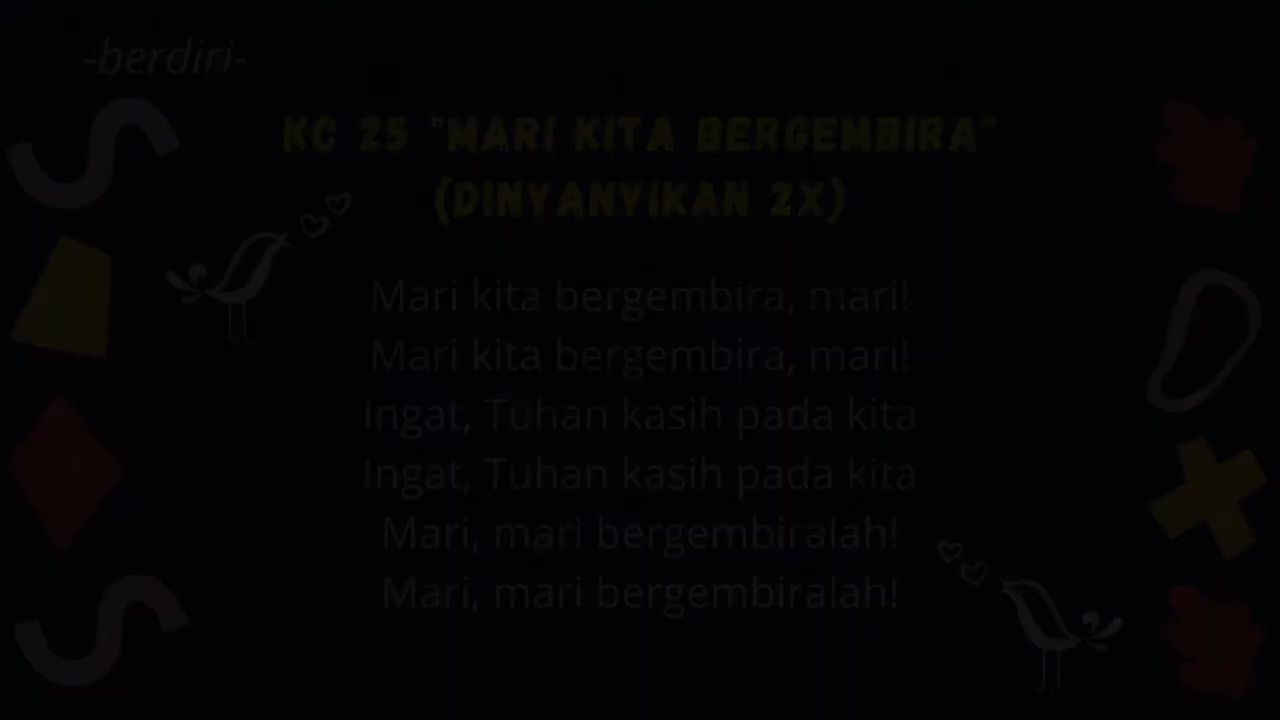 -berdiri-
KC 25 "MARI KITA BERGEMBIRA"
(DINYANYIKAN 2X)
Mari kita bergembira, mari!
Mari kita bergembira, mari!
Ingat, Tuhan kasih pada kita
Ingat, Tuhan kasih pada kita
Mari, mari bergembiralah!
Mari, mari bergembiralah!